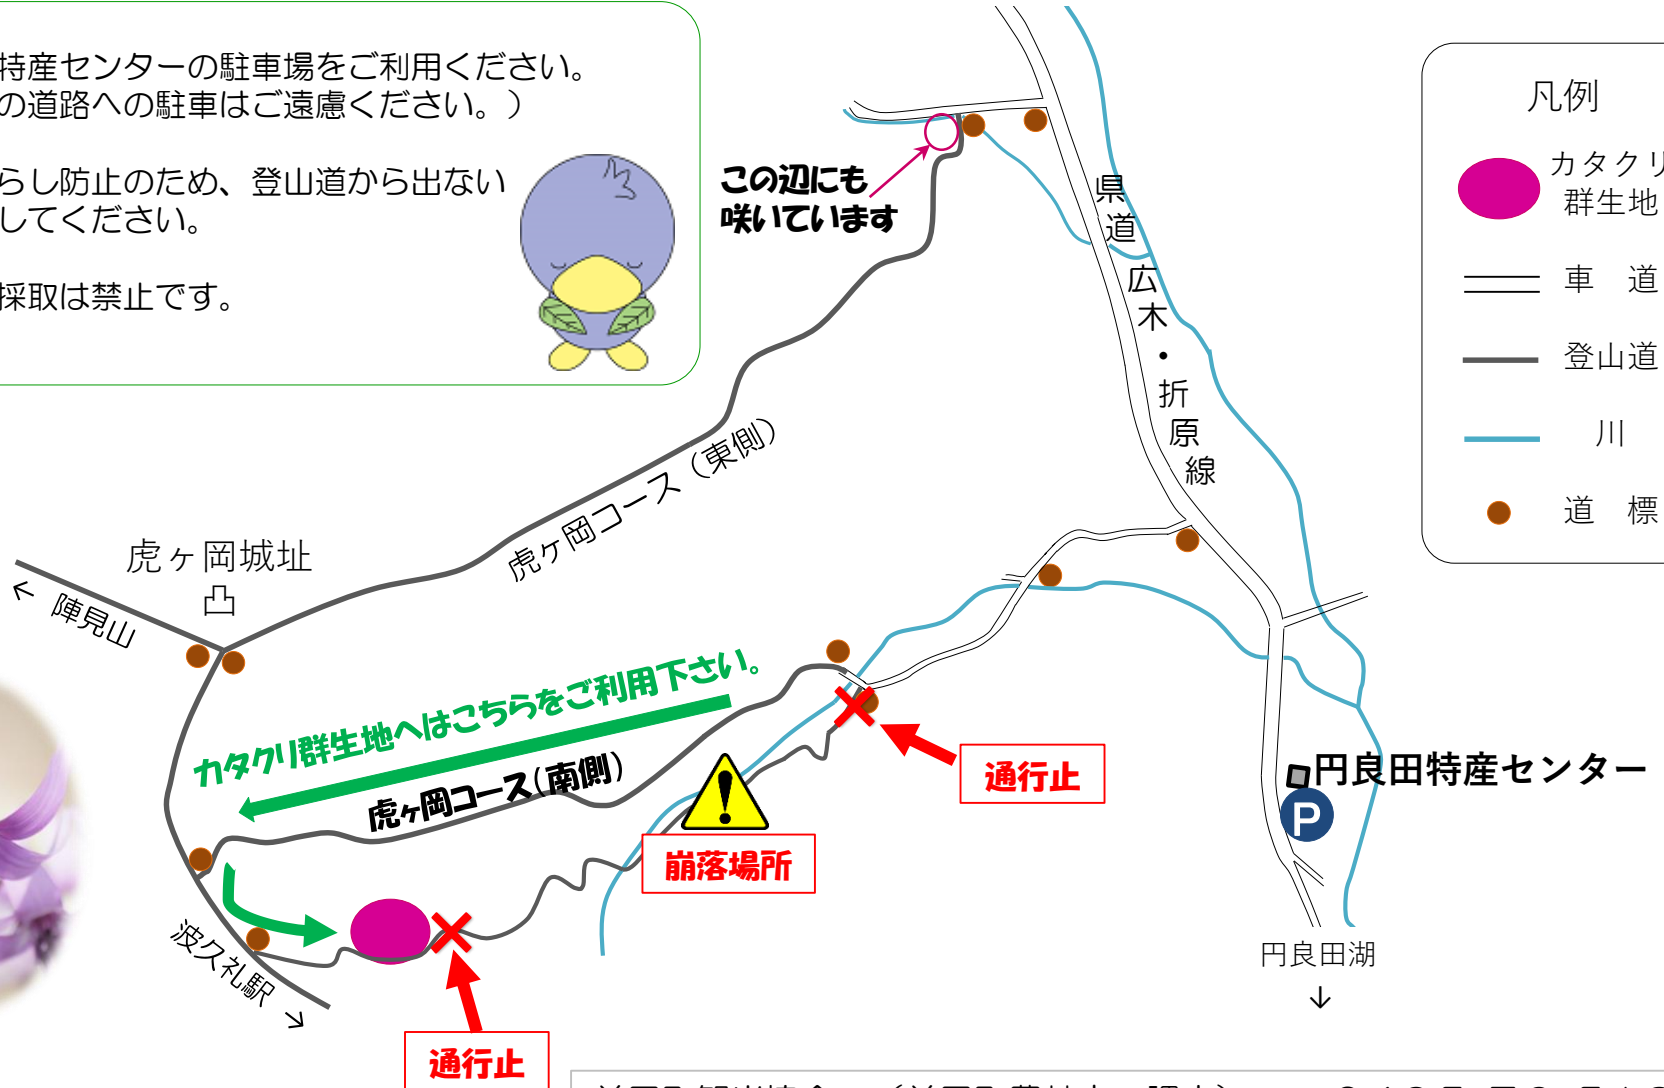 特産センターの駐車場をご利用ください。
の道路への駐車はご遠慮ください。）
らし防止のため、登山道から出ない
してください。
採取は禁止です。
この辺にも
咲いています
県道広木・折原線
凡例
カタクリ
群生地
車　道
登山道
川
道　標
虎ヶ岡コース（東側）
虎ヶ岡城址
凸
← 陣見山
カタクリ群生地へはこちらをご利用下さい。
虎ヶ岡コース（南側）
通行止
円良田特産センター
P
崩落場所
波久礼駅 →
円良田湖
↓
通行止